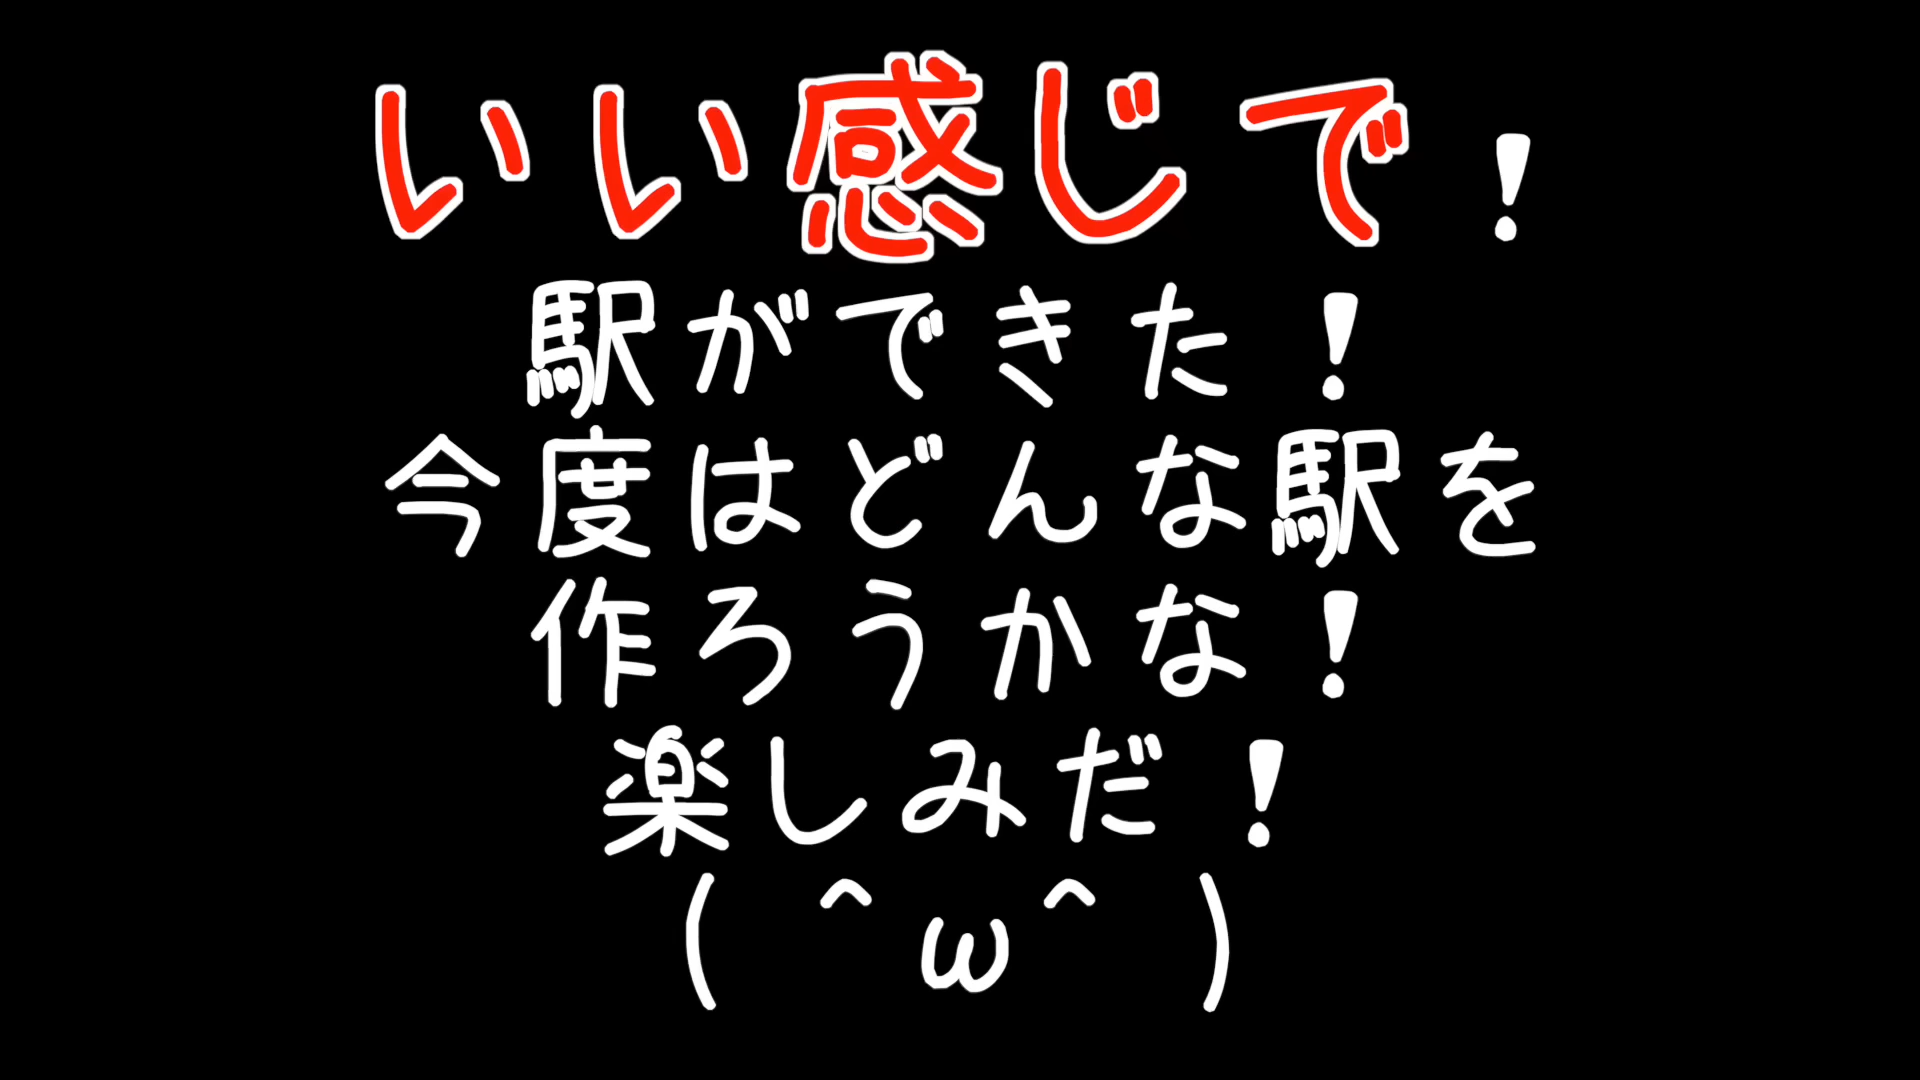 いい感じで！
駅ができた！
今度はどんな駅を
作ろうかな！
楽しみだ！
(＾ω＾)